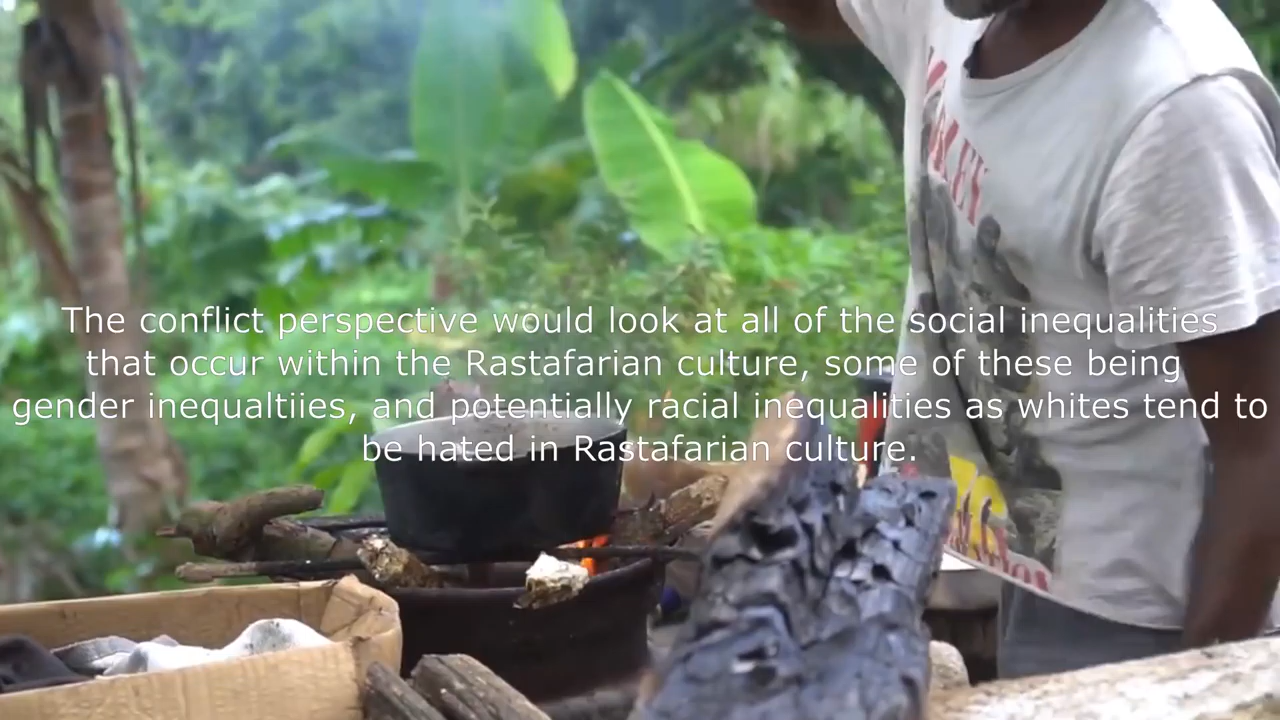 The conflict perspective would look at all of the social inequalities
that occur within the Rastafarian culture, some of these being
gender inequaltiies, and potentially racial inequalities as whites tend to
be hated in Rastafarian culture.